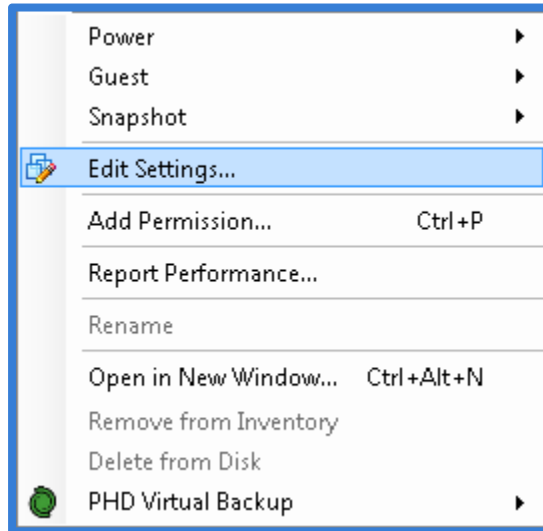 Power
Guest
Snapshot
Edit Settings...
Add Permission... Ctrl+P
Report Performance...
Rename
Open in New Window... Ctrl+Alt+N
Remove from Inventory
Delete from Disk
PHD Virtual Backup